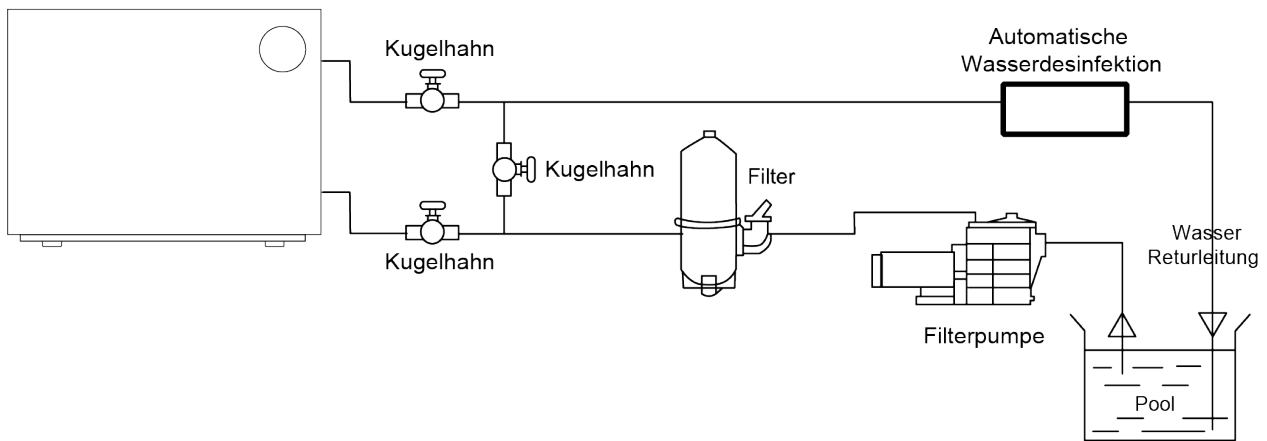 Kugelhahn
Automatische
Wasserdesinfektion
Kugelhahn
Filter
Kugelhahn
Wasser
Returleitung
Filterpumpe
Pool